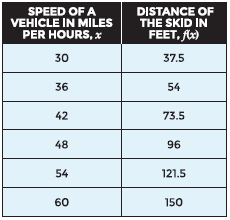 SPEED OF A
VEHICLE IN MILES
PER HOURS, x
DISTANCE OF
THE SKID IN
FEET, f(x)
30 37.5
36 54
42 73.5
48 96
54 121.5
60 150